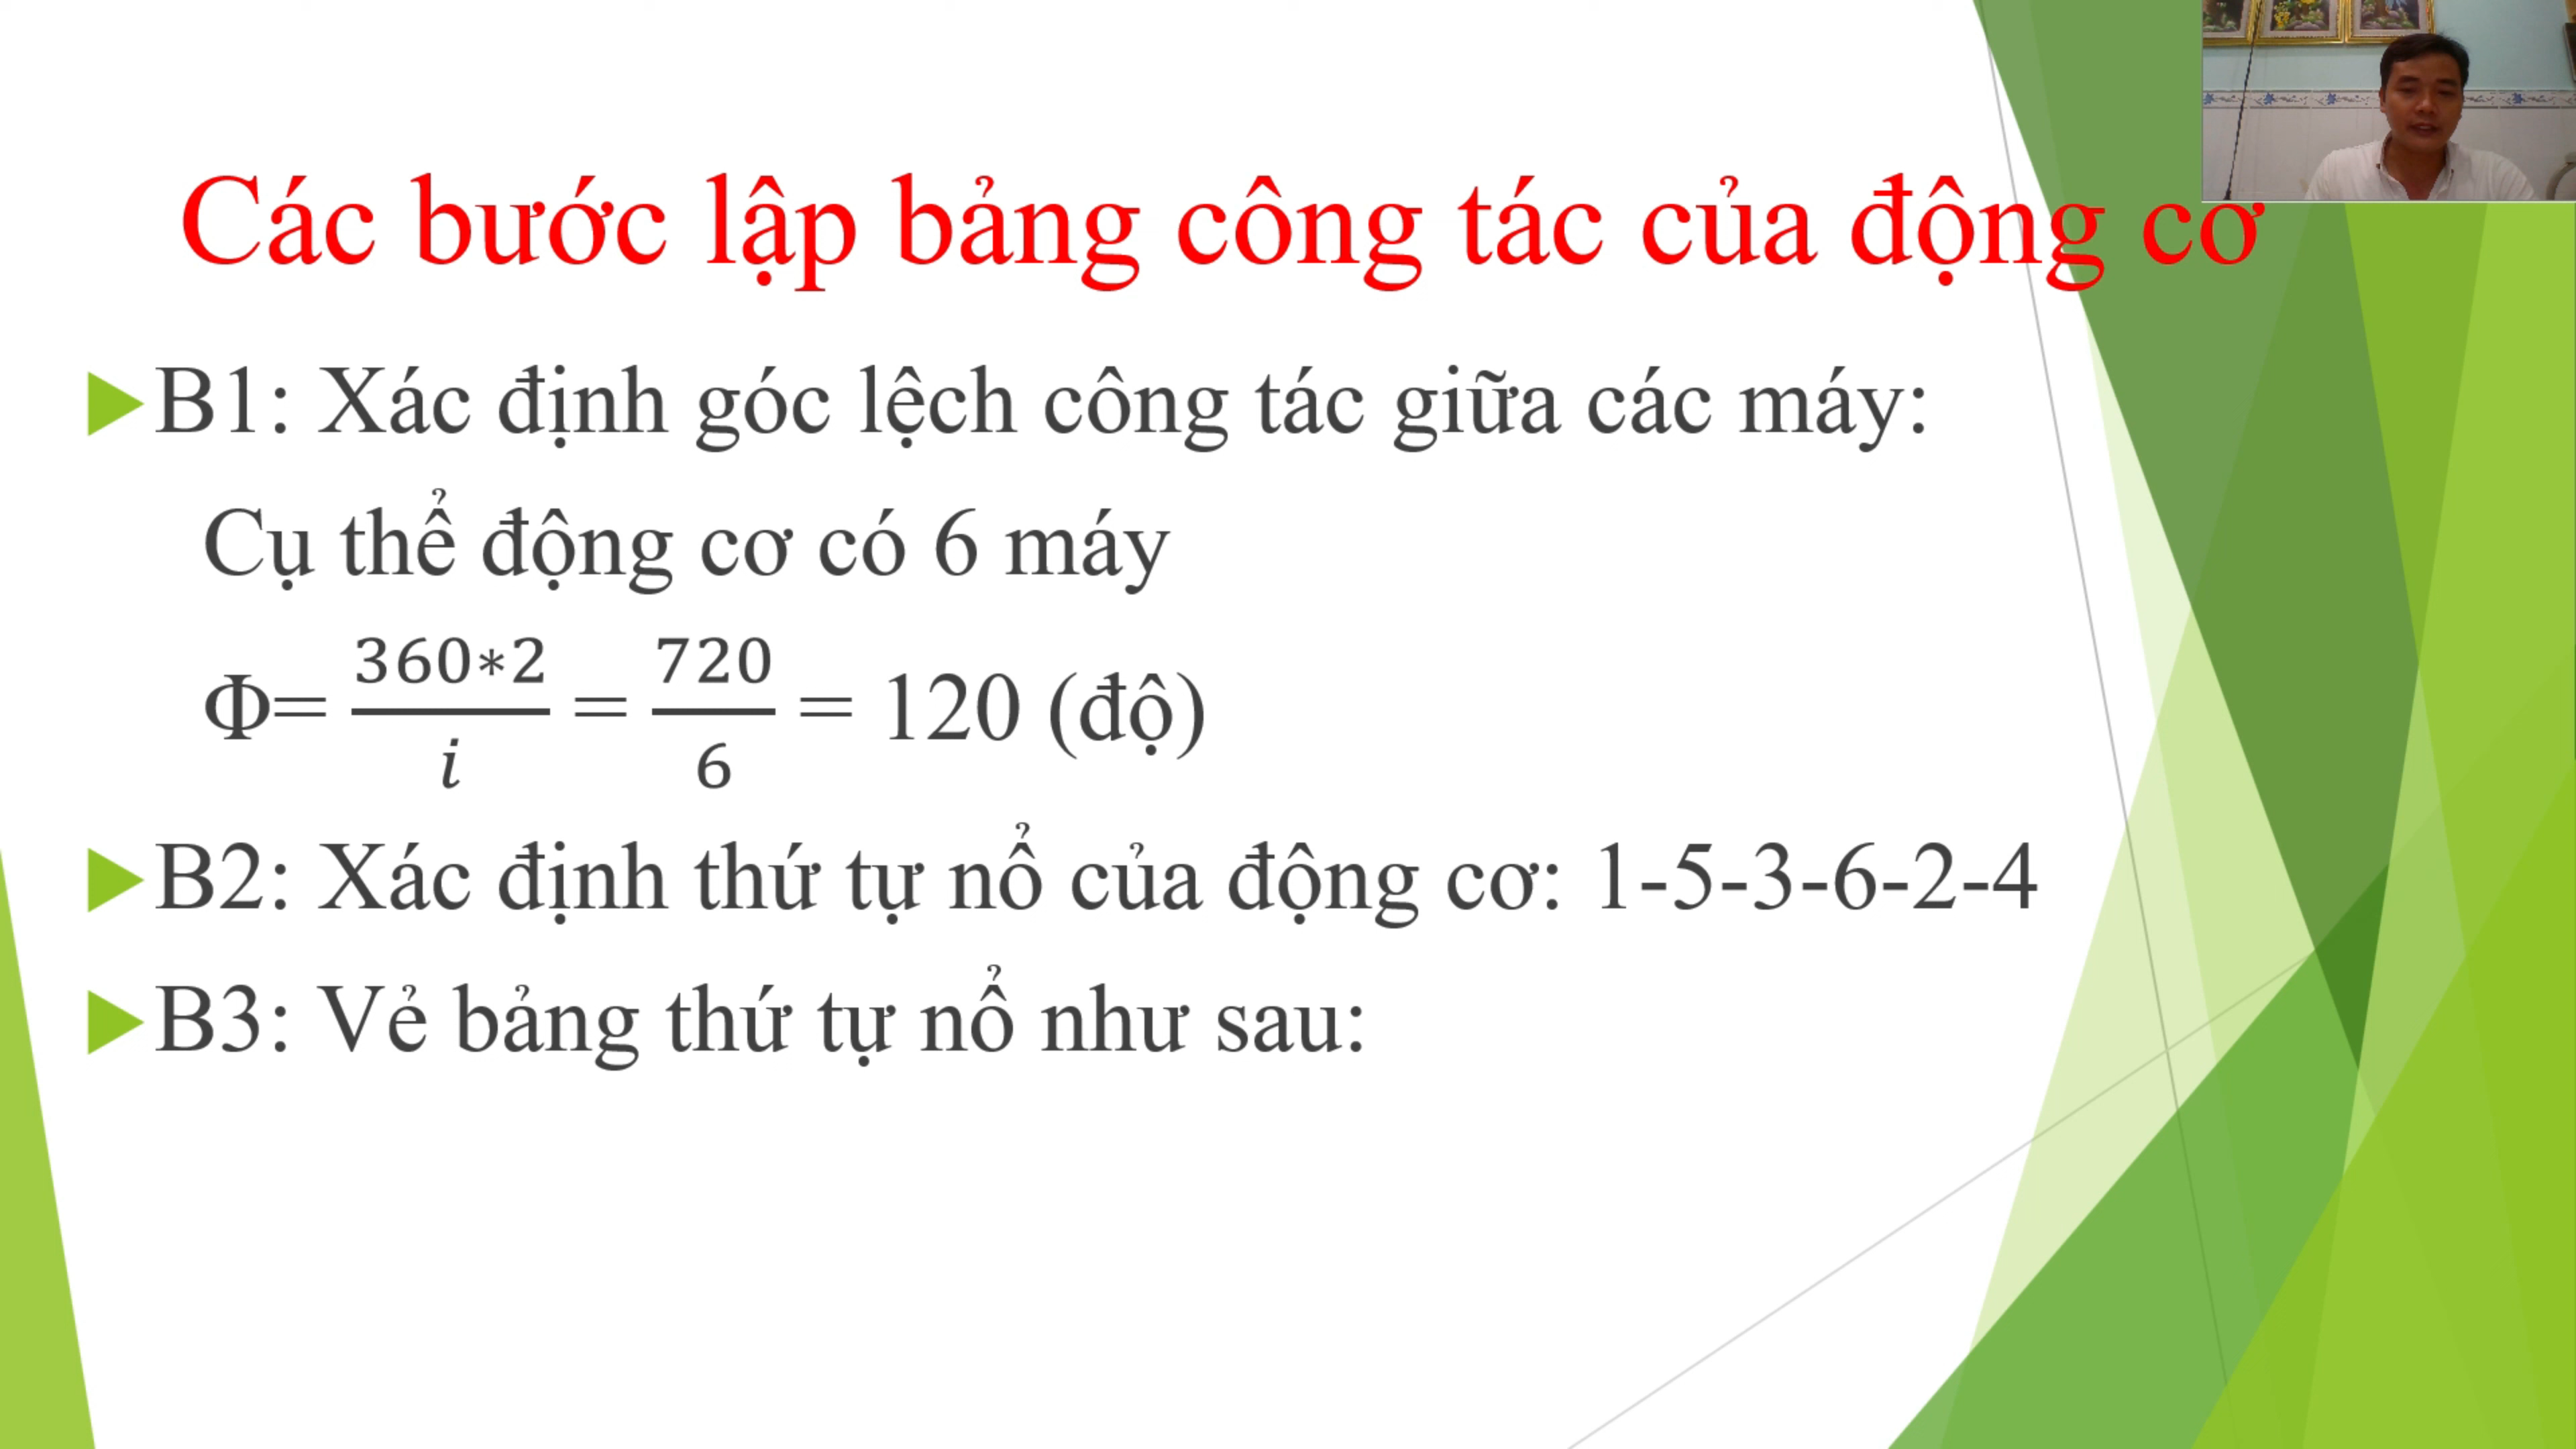 Các bước lập bảng công tác của động cơ
B1: Xác định góc lệch công tác giữa các máy:
Cụ thể động cơ có 6 máy
Φ= 360*2/i = 720/6 = 120 (độ)
B2: Xác định thứ tự nổ của động cơ: 1-5-3-6-2-4
B3: Vẻ bảng thứ tự nổ như sau: